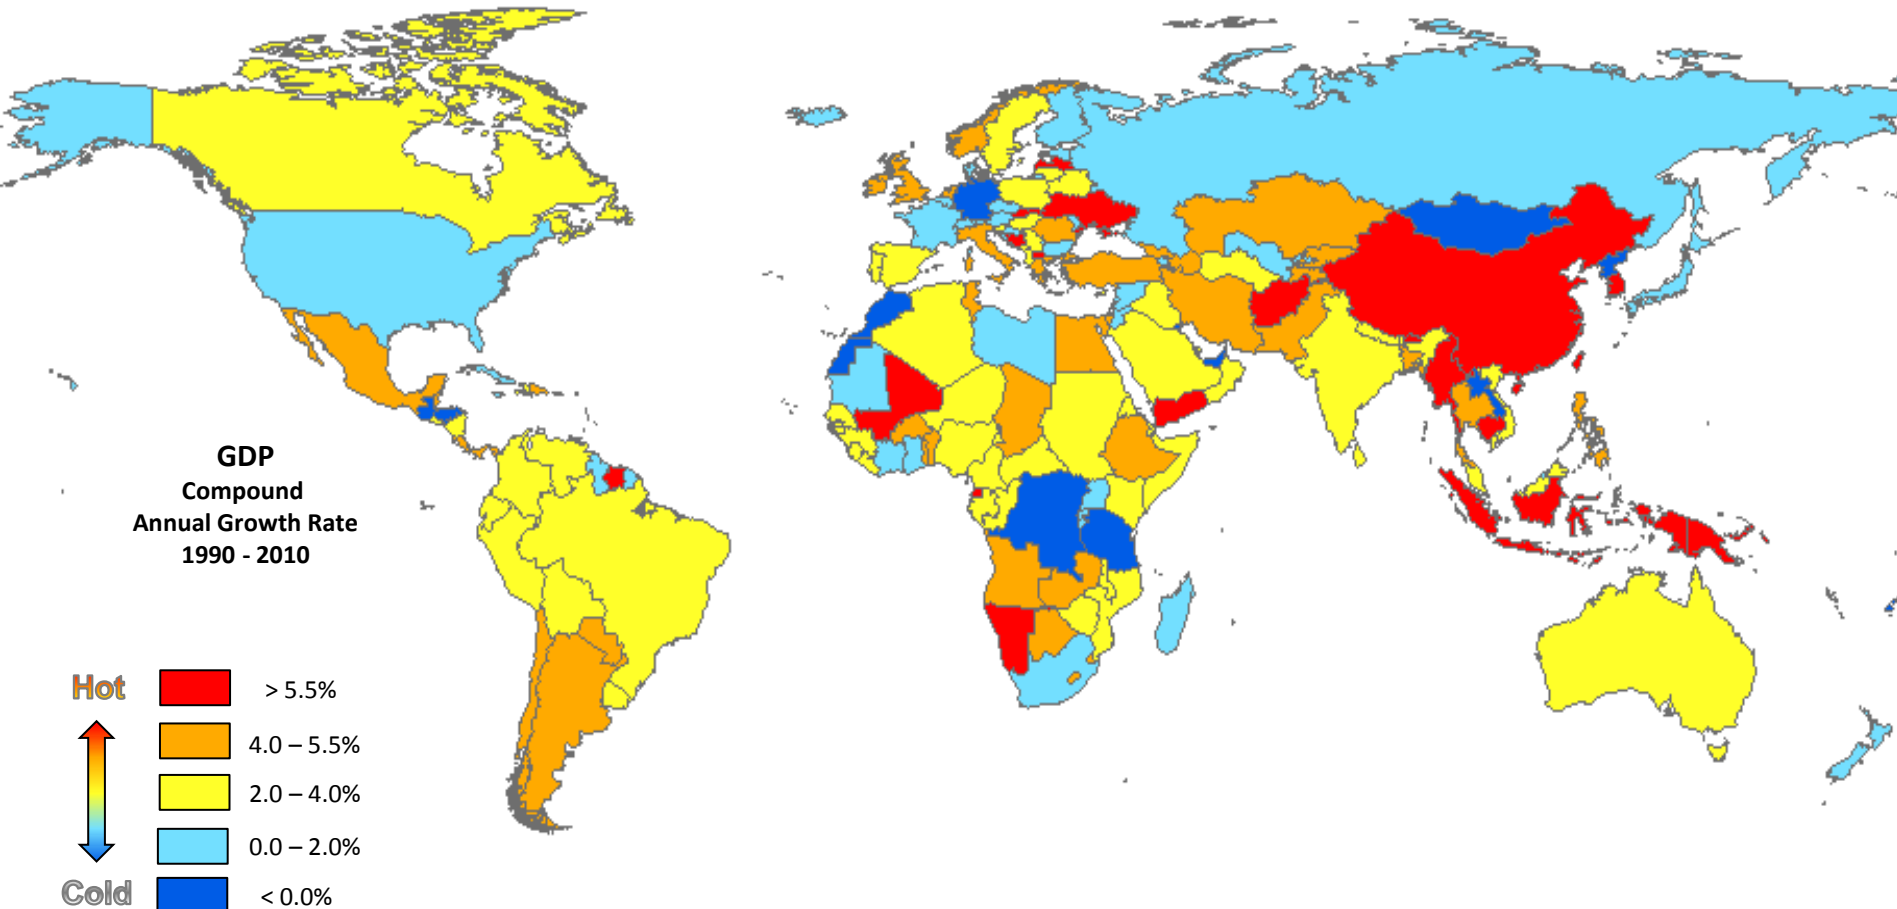 GDP
Compound
Annual Growth Rate
1990 - 2010
Hot
> 5.5%
4.0 – 5.5%
2.0 – 4.0%
0.0 – 2.0%
Cold
< 0.0%